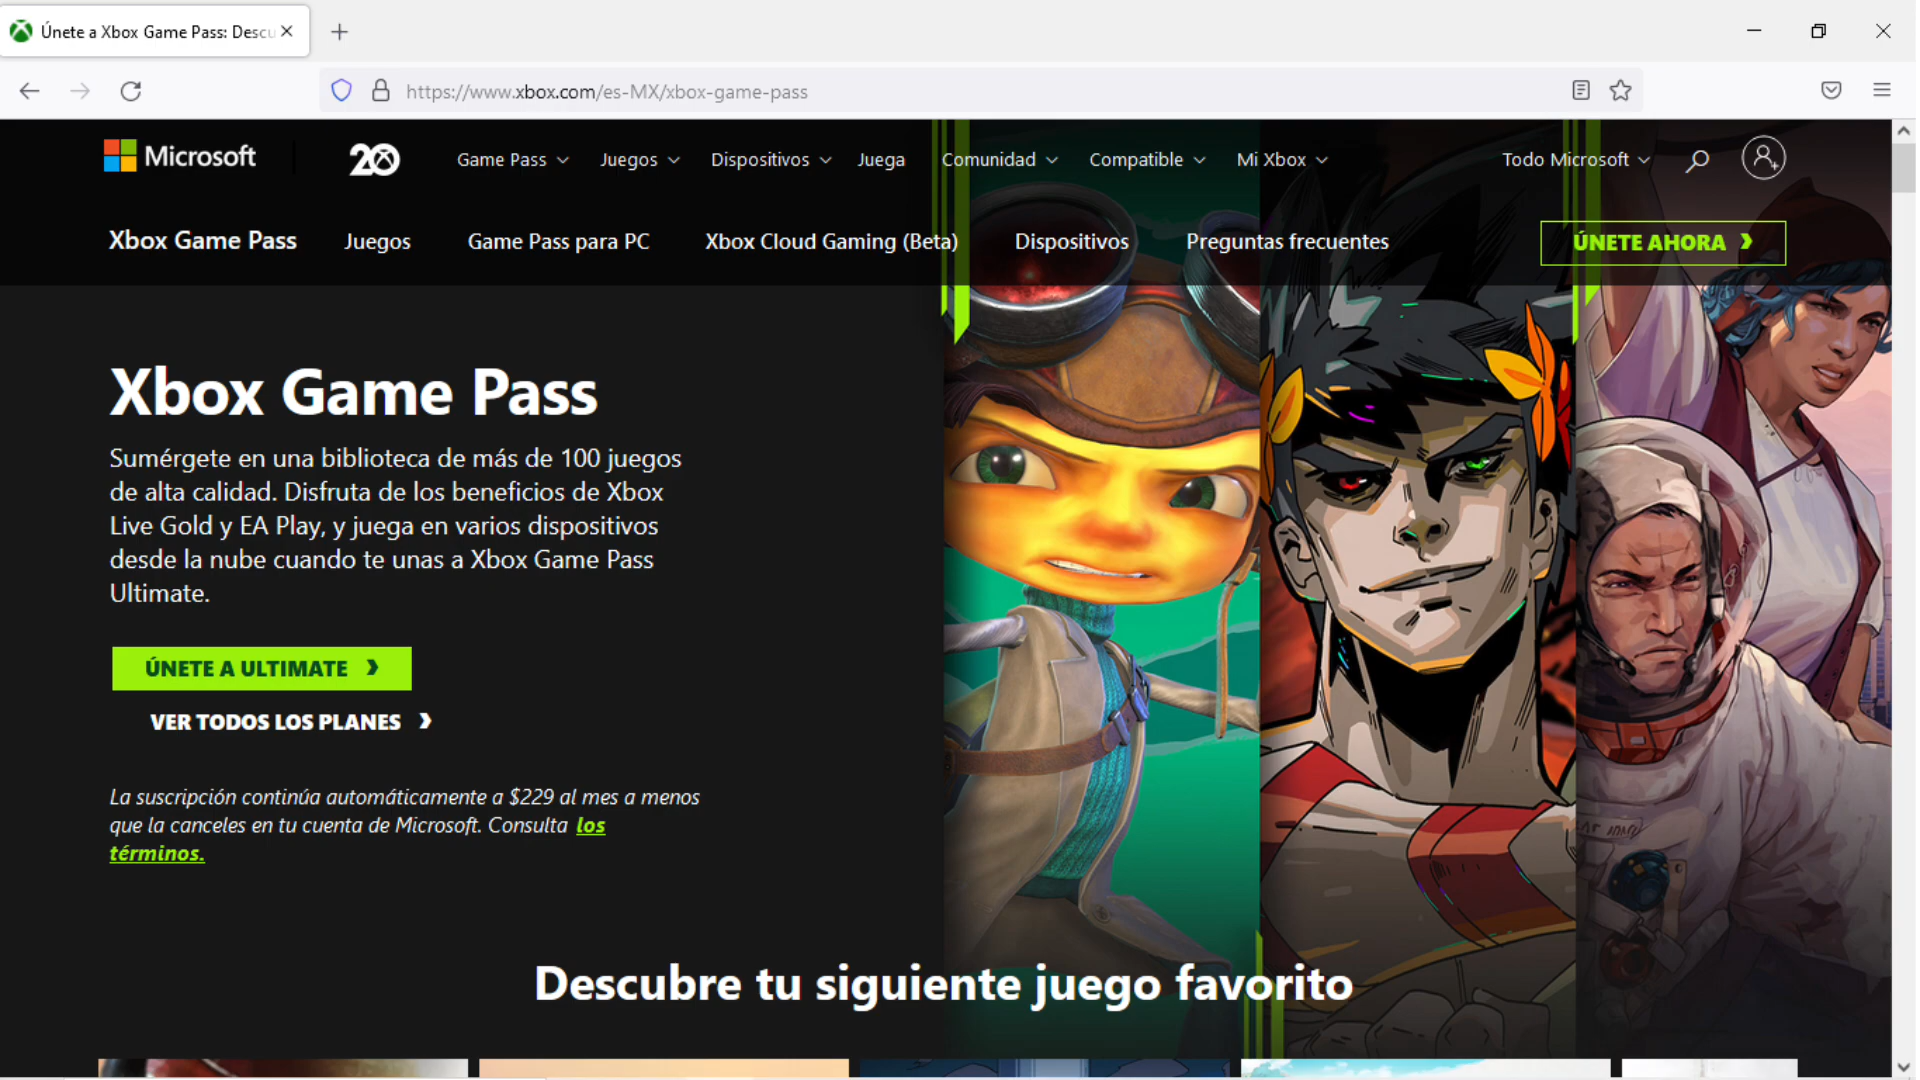 Únete a Xbox Game Pass: Descu
https://www.xbox.com/es-MX/xbox-game-pass
Microsoft
20
Game Pass
Juegos
Dispositivos
Juega
Comunidad
Compatible
Mi Xbox
Todo Microsoft
Xbox Game Pass
Juegos
Game Pass para PC
Xbox Cloud Gaming (Beta)
Dispositivos
Preguntas frecuentes
ÚNETE AHORA
Xbox Game Pass
Sumérgete en una biblioteca de más de 100 juegos
de alta calidad. Disfruta de los beneficios de Xbox
Live Gold y EA Play, y juega en varios dispositivos
desde la nube cuando te unas a Xbox Game Pass
Ultimate.
ÚNETE A ULTIMATE
VER TODOS LOS PLANES
La suscripción continúa automáticamente a $229 al mes a menos
que la canceles en tu cuenta de Microsoft. Consulta los
términos.
Descubre tu siguiente juego favorito